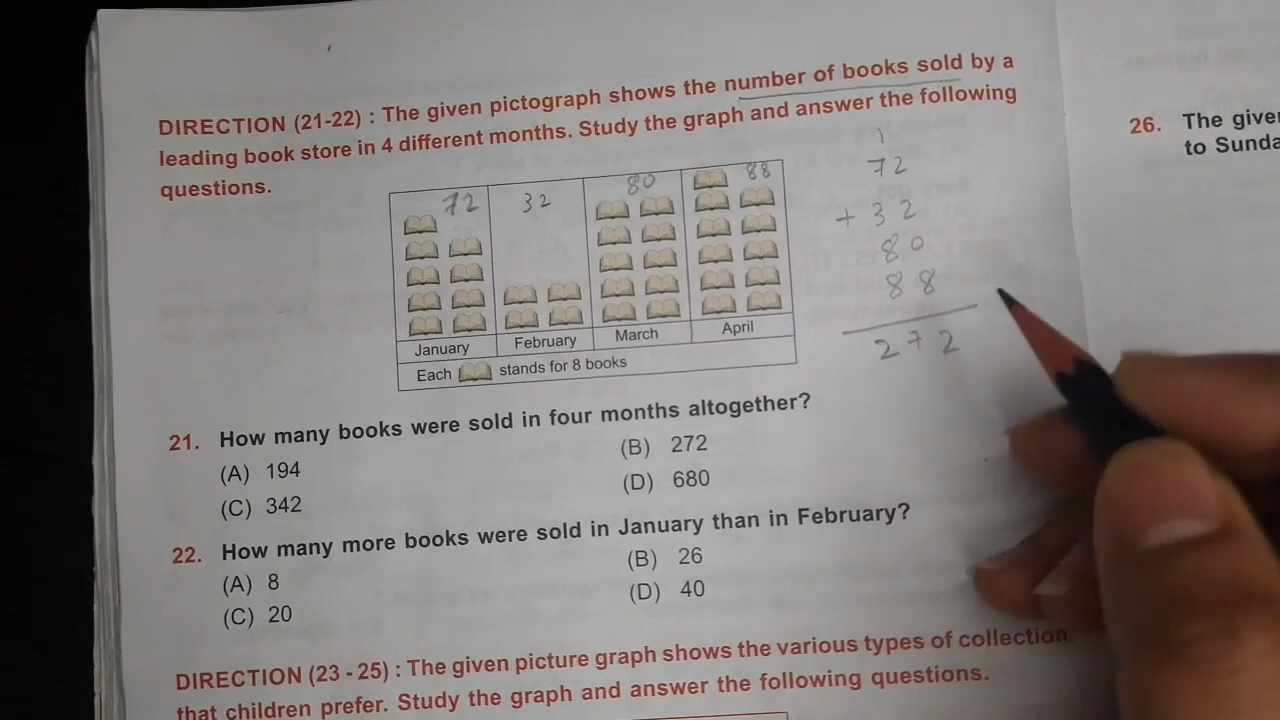 DIRECTION (21-22) : The given pictograph shows the number of books sold by a
leading book store in 4 different months. Study the graph and answer the following
questions.
72 32 80 88
January February March April
Each stands for 8 books
1
72
+ 32
80
88
272
21. How many books were sold in four months altogether?
(A) 194 (B) 272
(C) 342 (D) 680
22. How many more books were sold in January than in February?
(A) 8 (B) 26
(C) 20 (D) 40
DIRECTION (23 - 25) : The given picture graph shows the various types of collection
that children prefer. Study the graph and answer the following questions.
26. The given
to Sunda